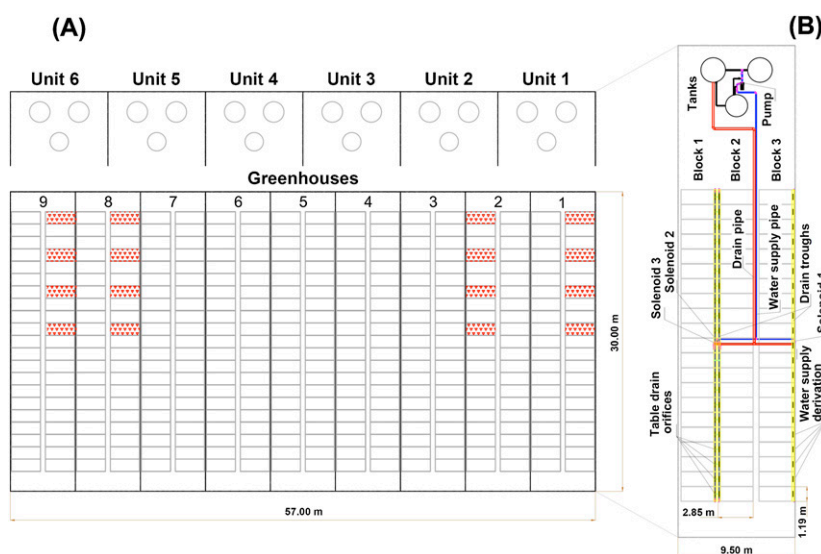 (A)
(B)
Unit 6 Unit 5 Unit 4 Unit 3 Unit 2 Unit 1
Greenhouses
9 8 7 6 5 4 3 2 1
30.00 m
57.00 m
Tanks
Pump
Block 1
Block 2
Block 3
Solenoid 3
Solenoid 2
Drain pipe
Water supply pipe
Drain troughs
Solenoid 1
Table drain
orifices
Water supply
derivation
2.85 m
1.19 m
9.50 m